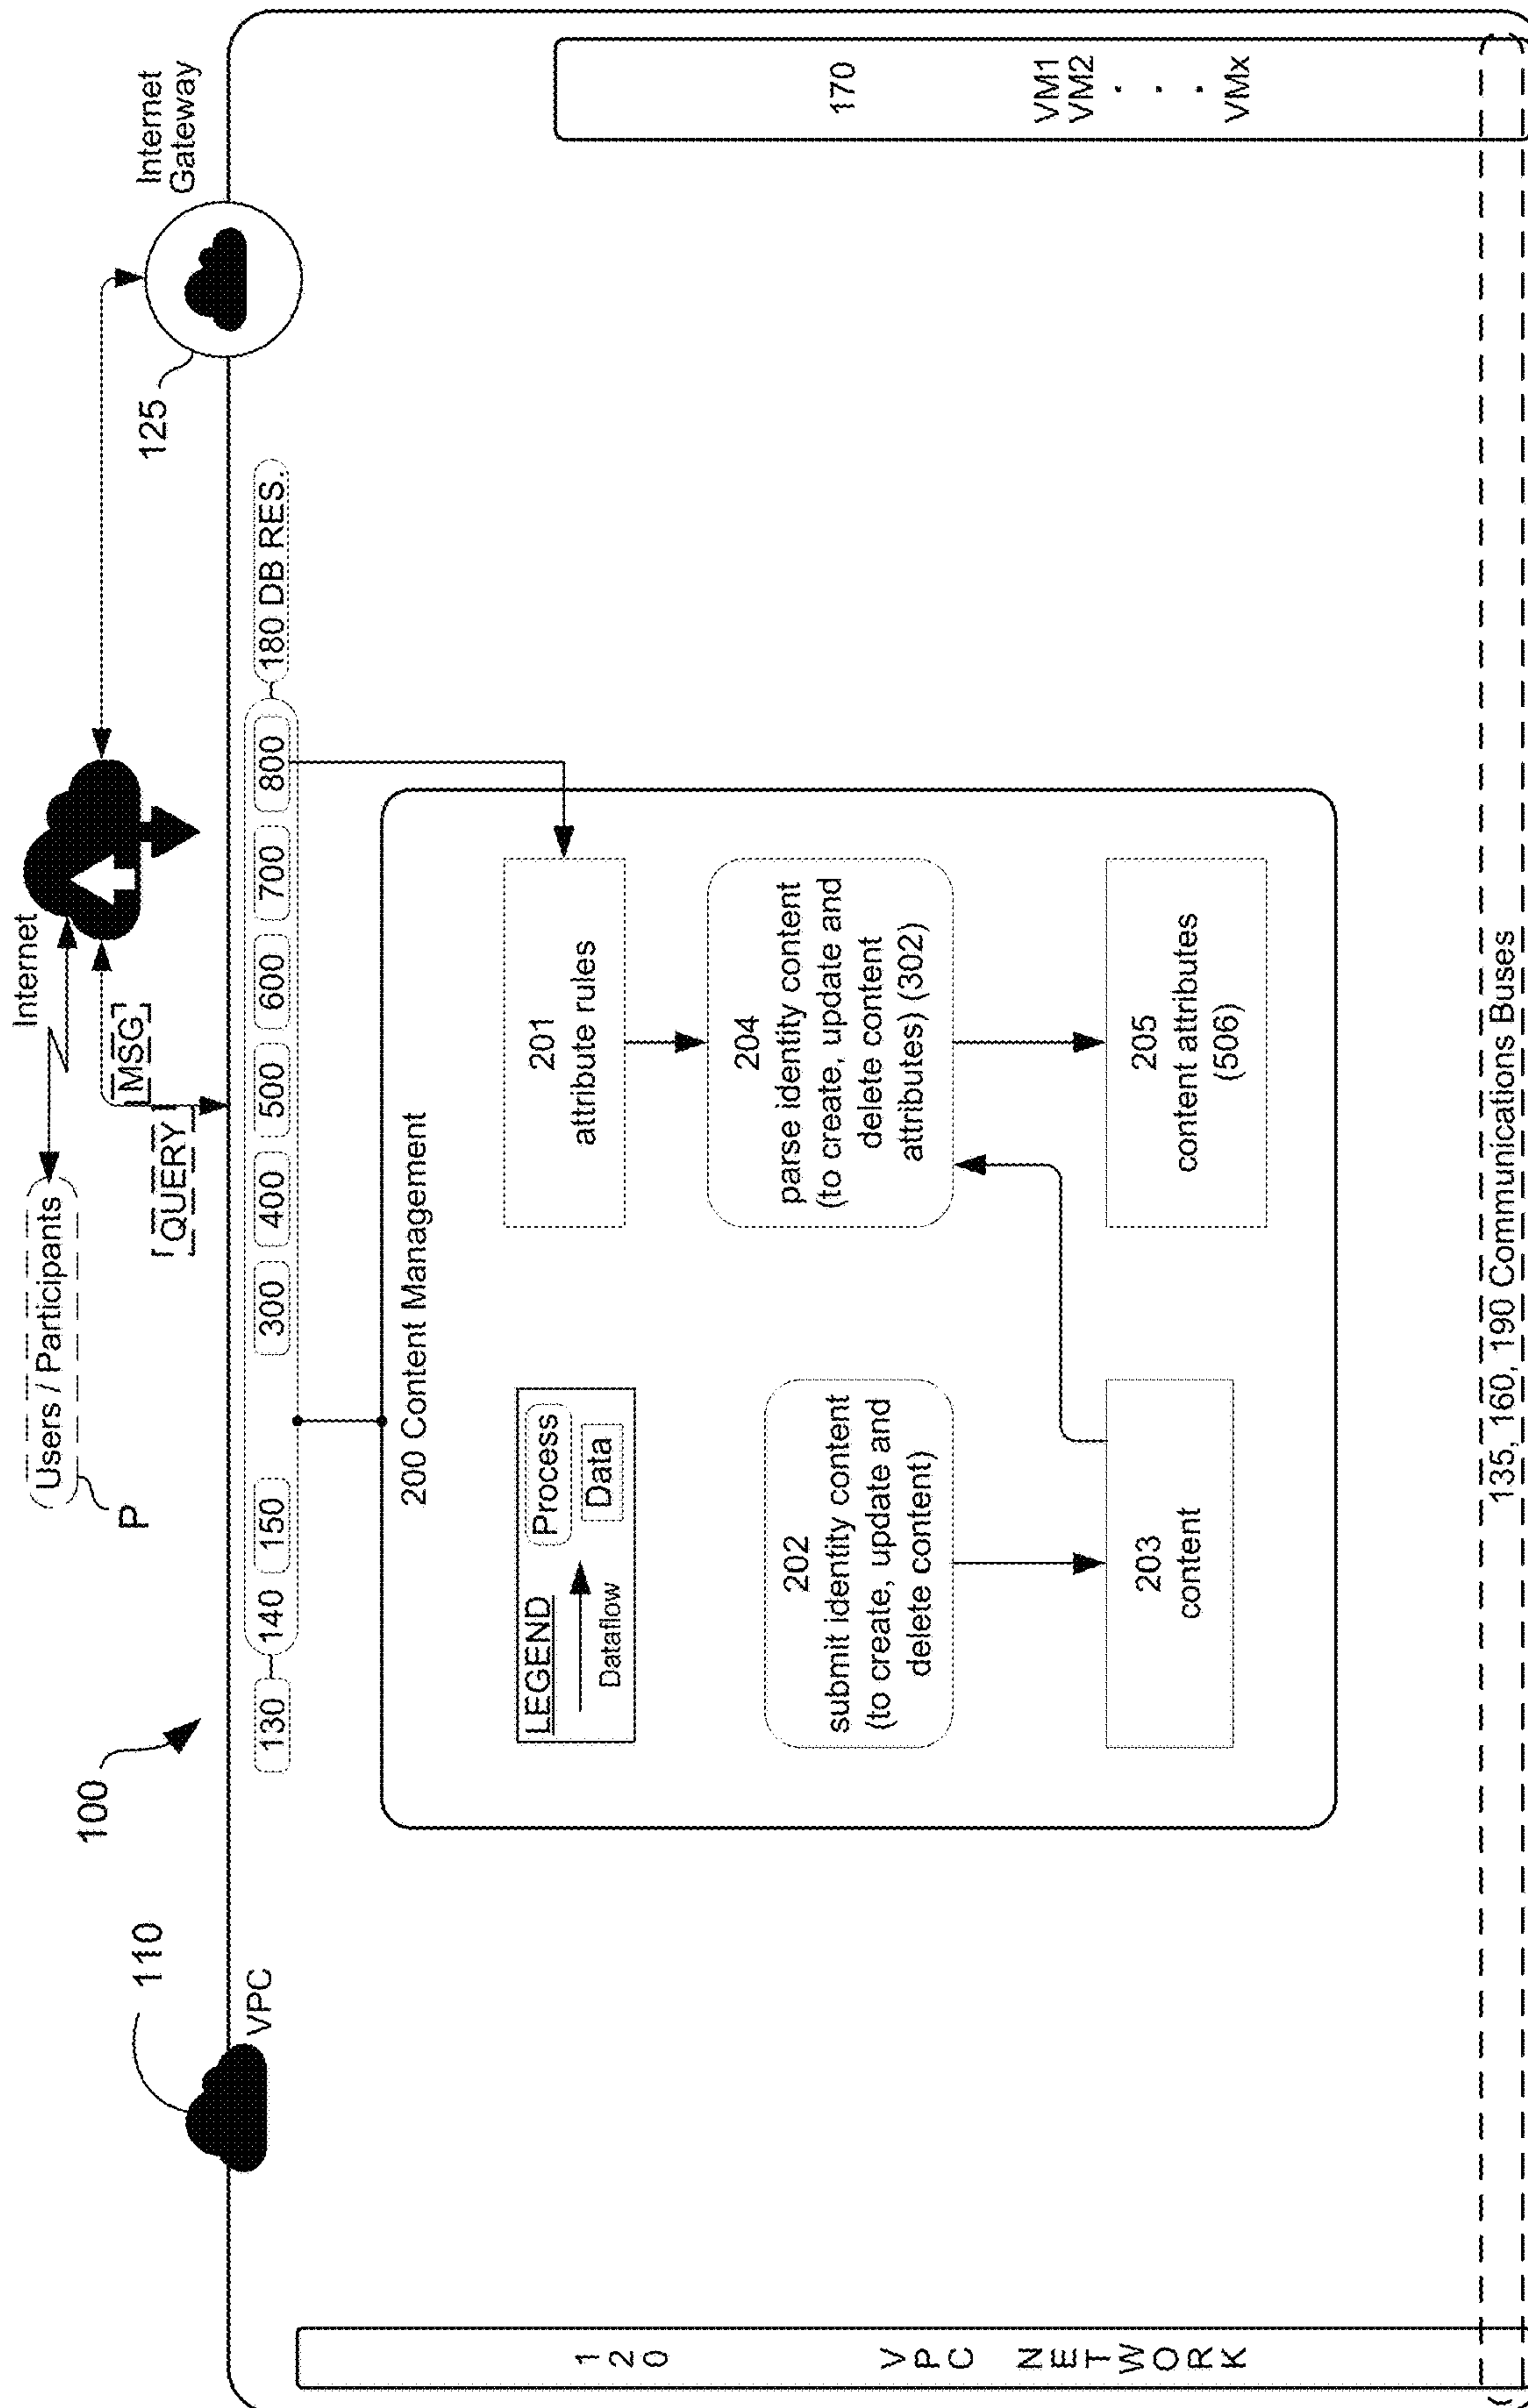 Users / Participants
P
Internet
[MSG]
[QUERY]
Internet
Gateway
125
100
110
VPC
130
140
150
300
400
500
600
700
800
180 DB RES.
200 Content Management
LEGEND
Process
Dataflow
Data
201
attribute rules
202
submit identity content
(to create, update and
delete content)
203
content
204
parse identity content
(to create, update and
delete content
attributes) (302)
205
content attributes
(506)
120
VPC NETWORK
170
VM1
VM2
.
.
.
VMx
135, 160, 190 Communications Buses